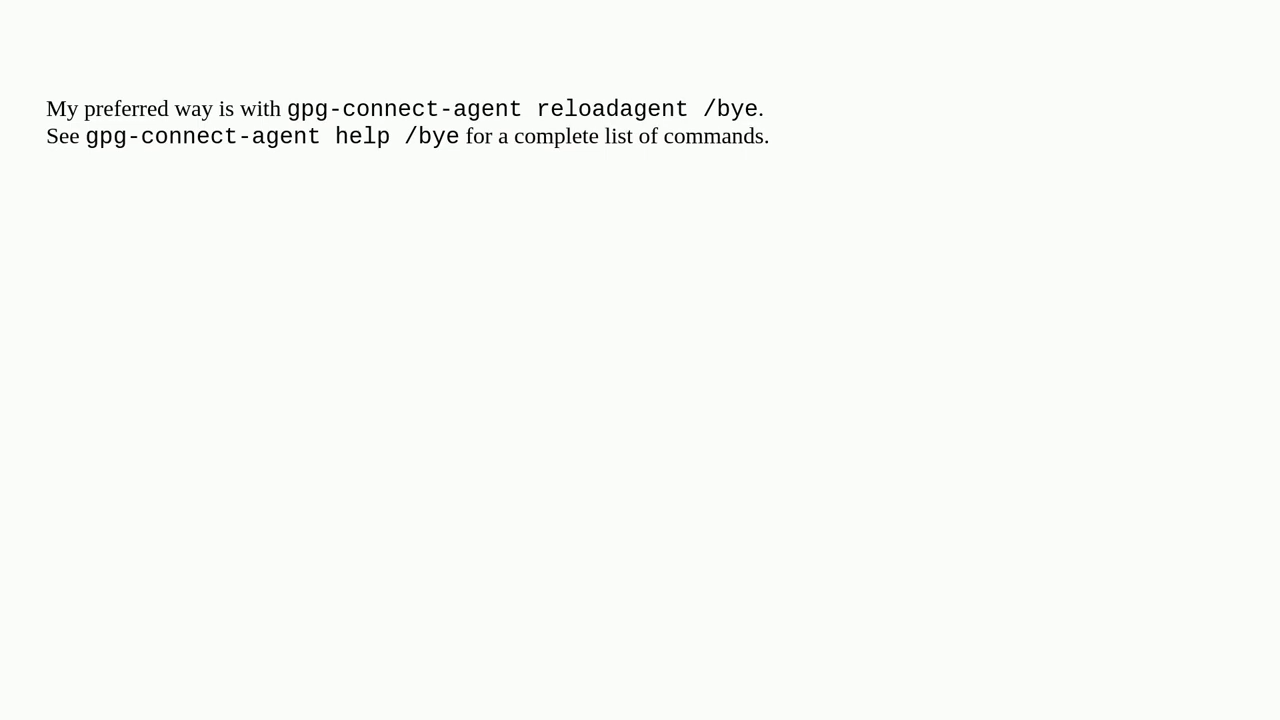 My preferred way is with gpg-connect-agent reloadagent /bye.
See gpg-connect-agent help /bye for a complete list of commands.